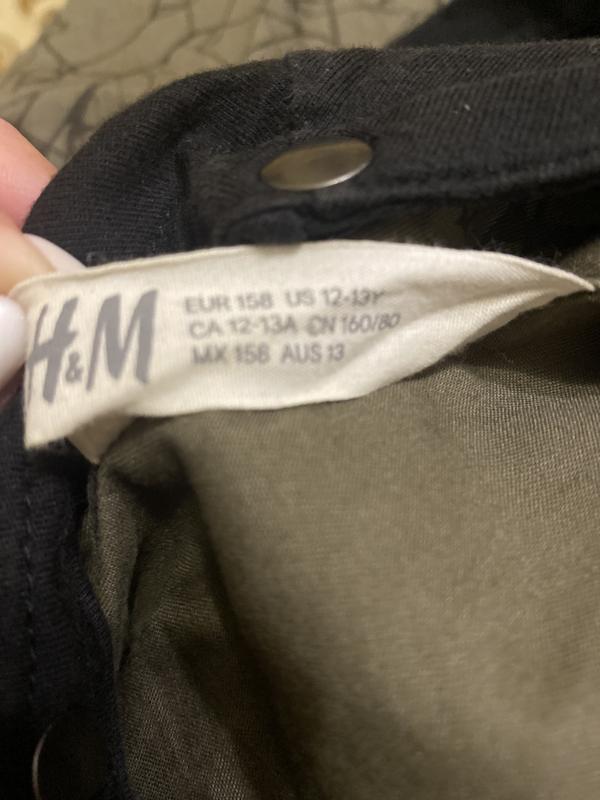 H&M
EUR 158 US 12-13Y
CA 12-13A CN 160/80
MX 158 AUS 13